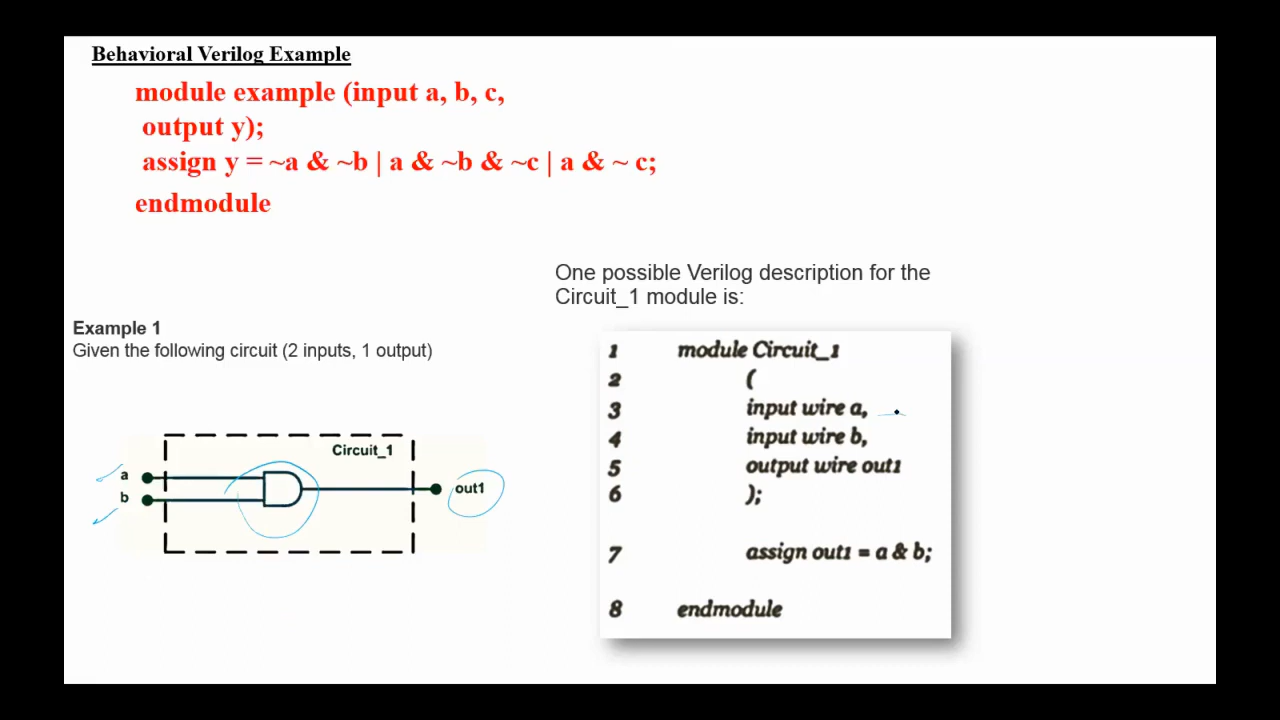 Behavioral Verilog Example
module example (input a, b, c,
output y);
assign y = ~a & ~b | a & ~b & ~c | a & ~ c;
endmodule
One possible Verilog description for the
Circuit_1 module is:
Example 1
Given the following circuit (2 inputs, 1 output)
Circuit_1
a
b
out1
1 module Circuit_1
2 (
3 input wire a,
4 input wire b,
5 output wire out1
6 );
7 assign out1 = a & b;
8 endmodule